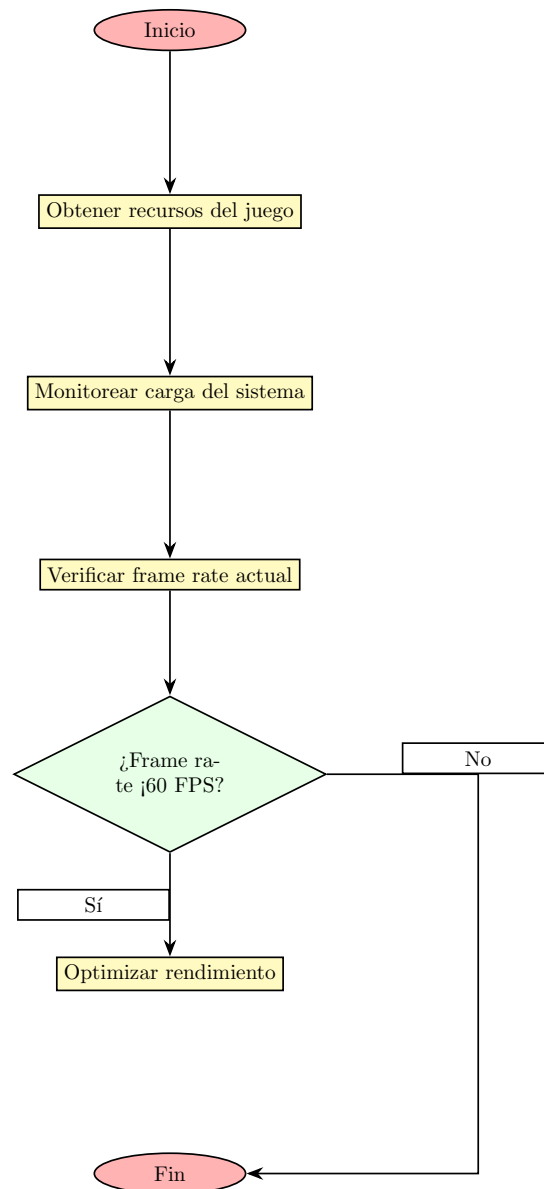 Inicio
Obtener recursos del juego
Monitorear carga del sistema
Verificar frame rate actual
¿Frame ra-
te ¡60 FPS?
No
Sí
Optimizar rendimiento
Fin